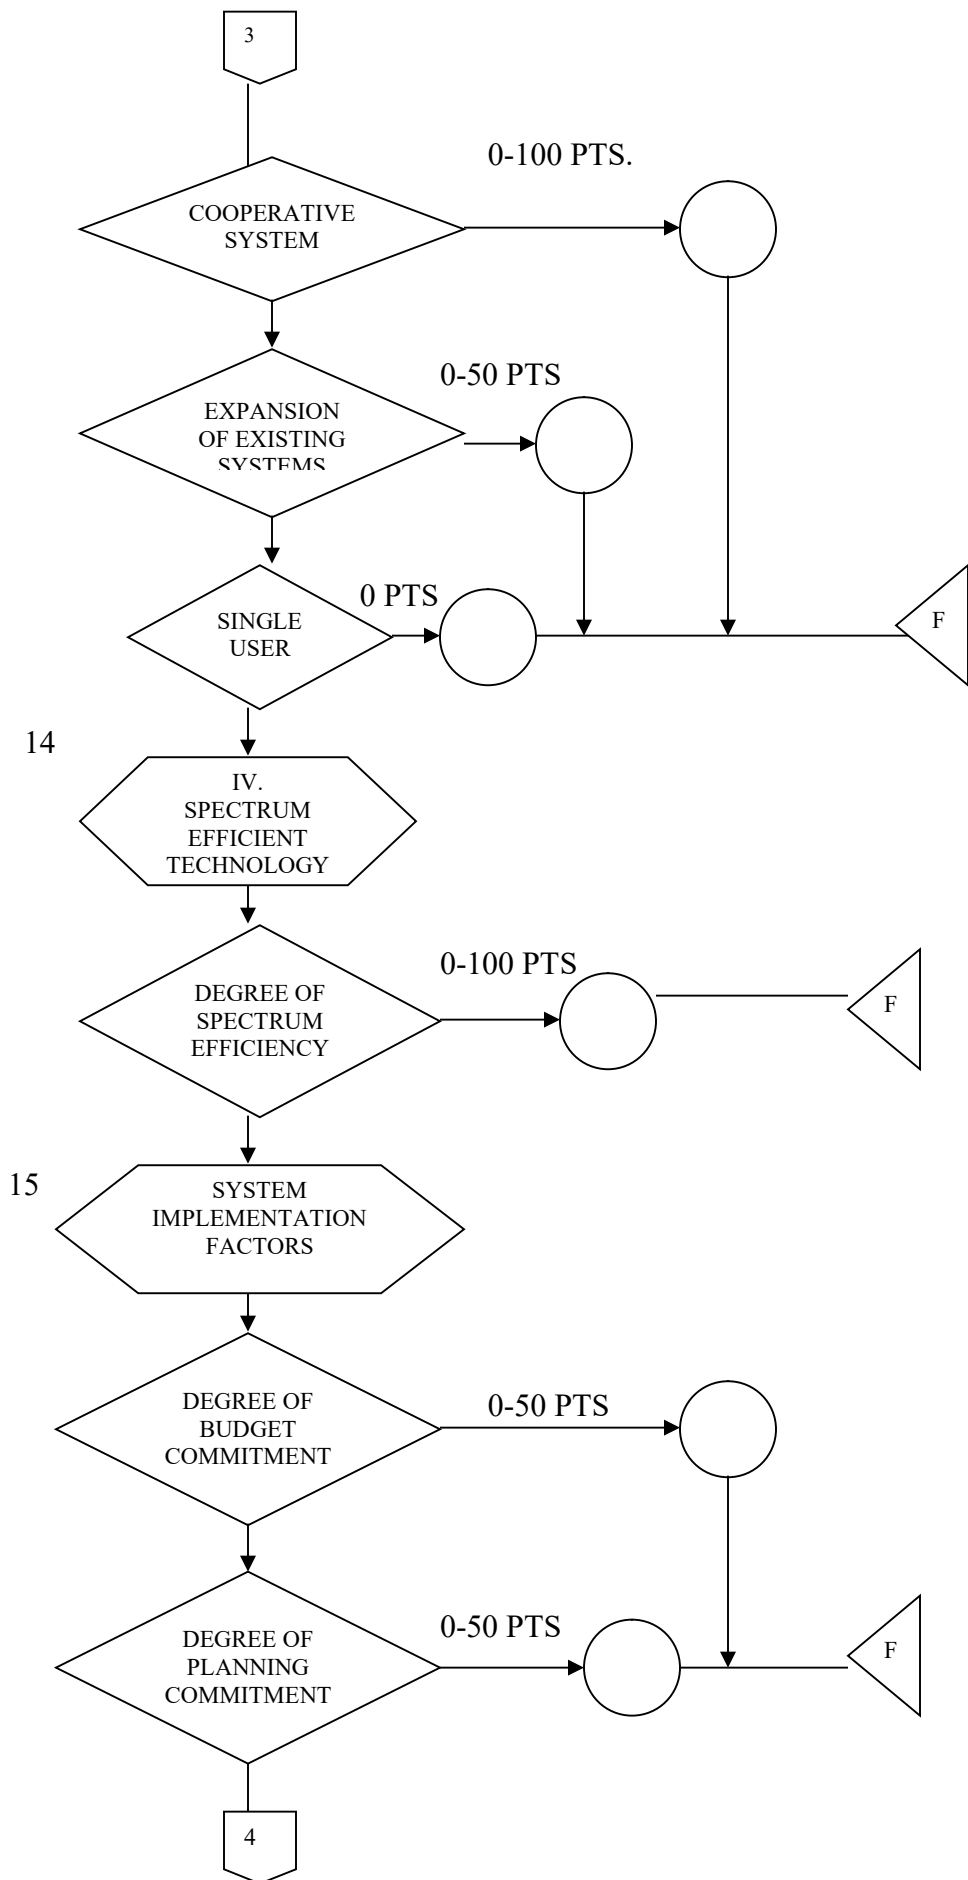 3
0-100 PTS.
COOPERATIVE
SYSTEM
0-50 PTS
EXPANSION
OF EXISTING
SYSTEMS
0 PTS
SINGLE
USER
F
14
IV.
SPECTRUM
EFFICIENT
TECHNOLOGY
0-100 PTS
DEGREE OF
SPECTRUM
EFFICIENCY
F
15
SYSTEM
IMPLEMENTATION
FACTORS
0-50 PTS
DEGREE OF
BUDGET
COMMITMENT
0-50 PTS
DEGREE OF
PLANNING
COMMITMENT
F
4